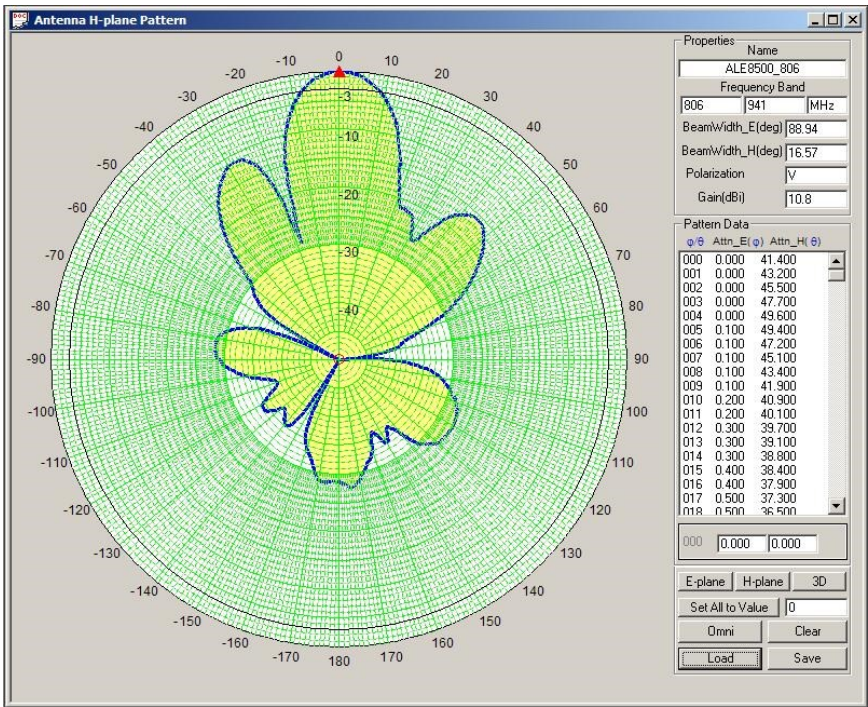 DOC
Antenna H-plane Pattern
0
-10
10
-20
20
-30
30
-40
40
-50
50
-60
60
-70
70
-80
80
-90
90
-100
100
-110
110
-120
120
-130
130
-140
140
-150
150
-160
160
-170
170
180
-3
-10
-20
-30
-40
Properties
Name
ALE8500_806
Frequency Band
806 941 MHz
BeamWidth_E(deg) 88.94
BeamWidth_H(deg) 16.57
Polarization V
Gain(dBi) 10.8
Pattern Data
φ/θ Attn_E( φ) Attn_H( θ)
000 0.000 41.400
001 0.000 43.200
002 0.000 45.500
003 0.000 47.700
004 0.000 49.600
005 0.100 49.400
006 0.100 47.200
007 0.100 45.100
008 0.100 43.400
009 0.100 41.900
010 0.200 40.900
011 0.200 40.100
012 0.300 39.700
013 0.300 39.100
014 0.300 38.800
015 0.400 38.400
016 0.400 37.900
017 0.500 37.300
018 0.500 36.500
000 0.000 0.000
E-plane H-plane 3D
Set All to Value 0
Omni Clear
Load Save